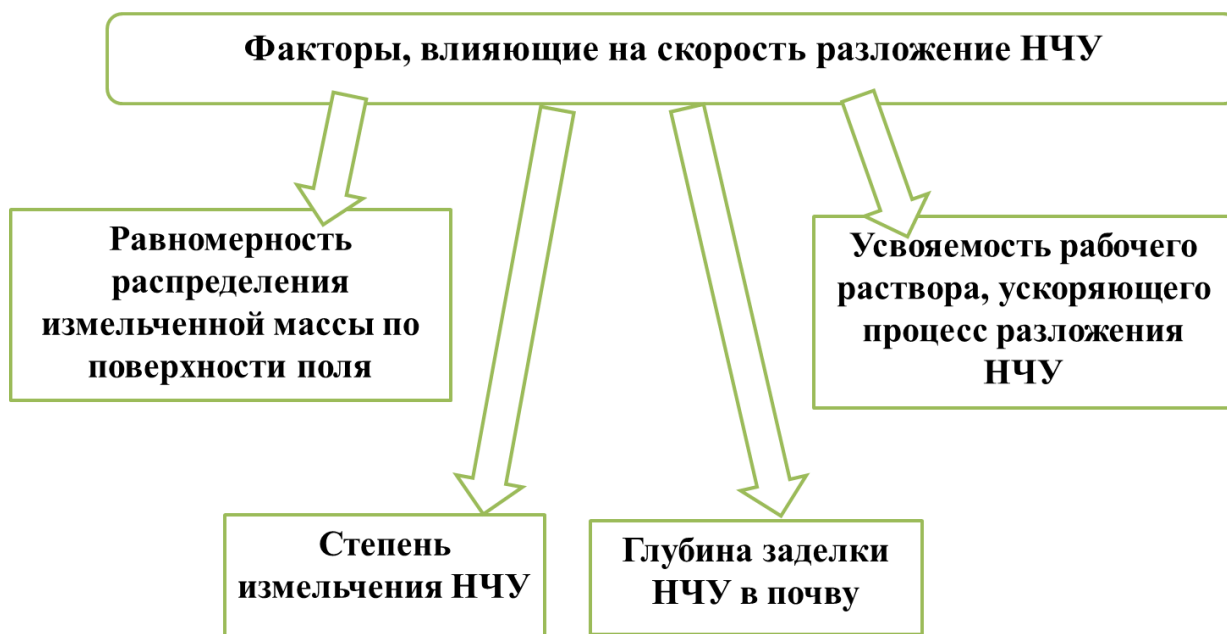 Факторы, влияющие на скорость разложение НЧУ
Равномерность
распределения
измельченной массы по
поверхности поля
Усвояемость рабочего
раствора, ускоряющего
процесс разложения
НЧУ
Степень
измельчения НЧУ
Глубина заделки
НЧУ в почву